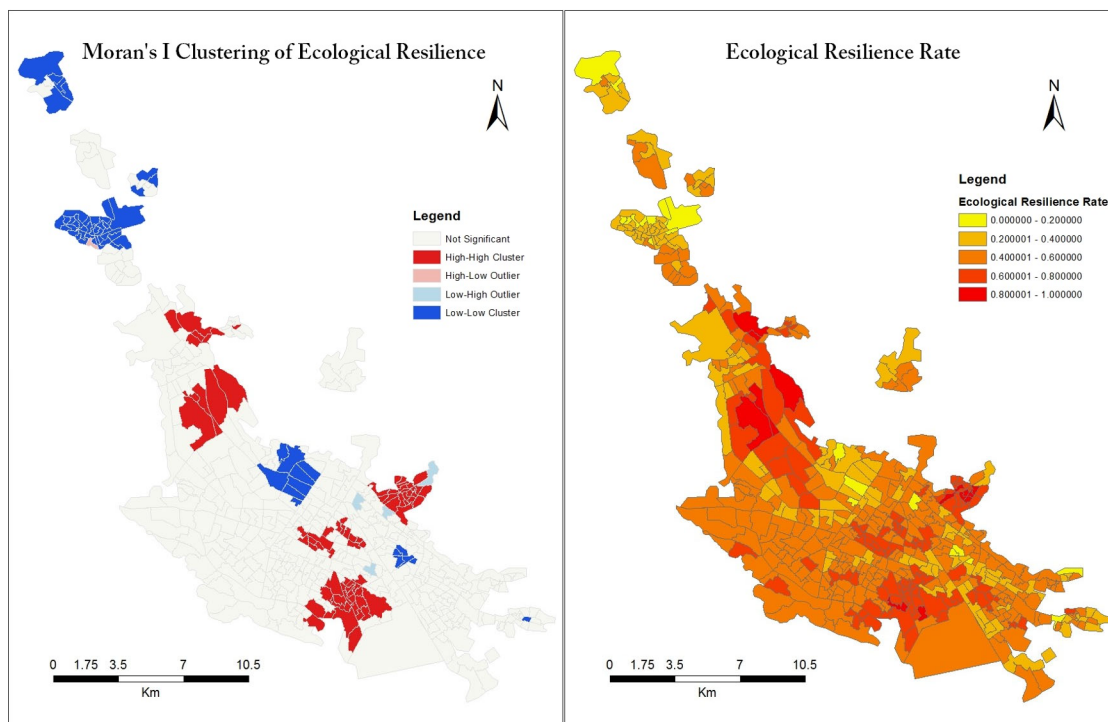 Moran's I Clustering of Ecological Resilience
N
Legend
Not Significant
High-High Cluster
High-Low Outlier
Low-High Outlier
Low-Low Cluster
0 1.75 3.5 7 10.5
Km
Ecological Resilience Rate
N
Legend
Ecological Resilience Rate
0.000000 - 0.200000
0.200001 - 0.400000
0.400001 - 0.600000
0.600001 - 0.800000
0.800001 - 1.000000
0 1.75 3.5 7 10.5
Km